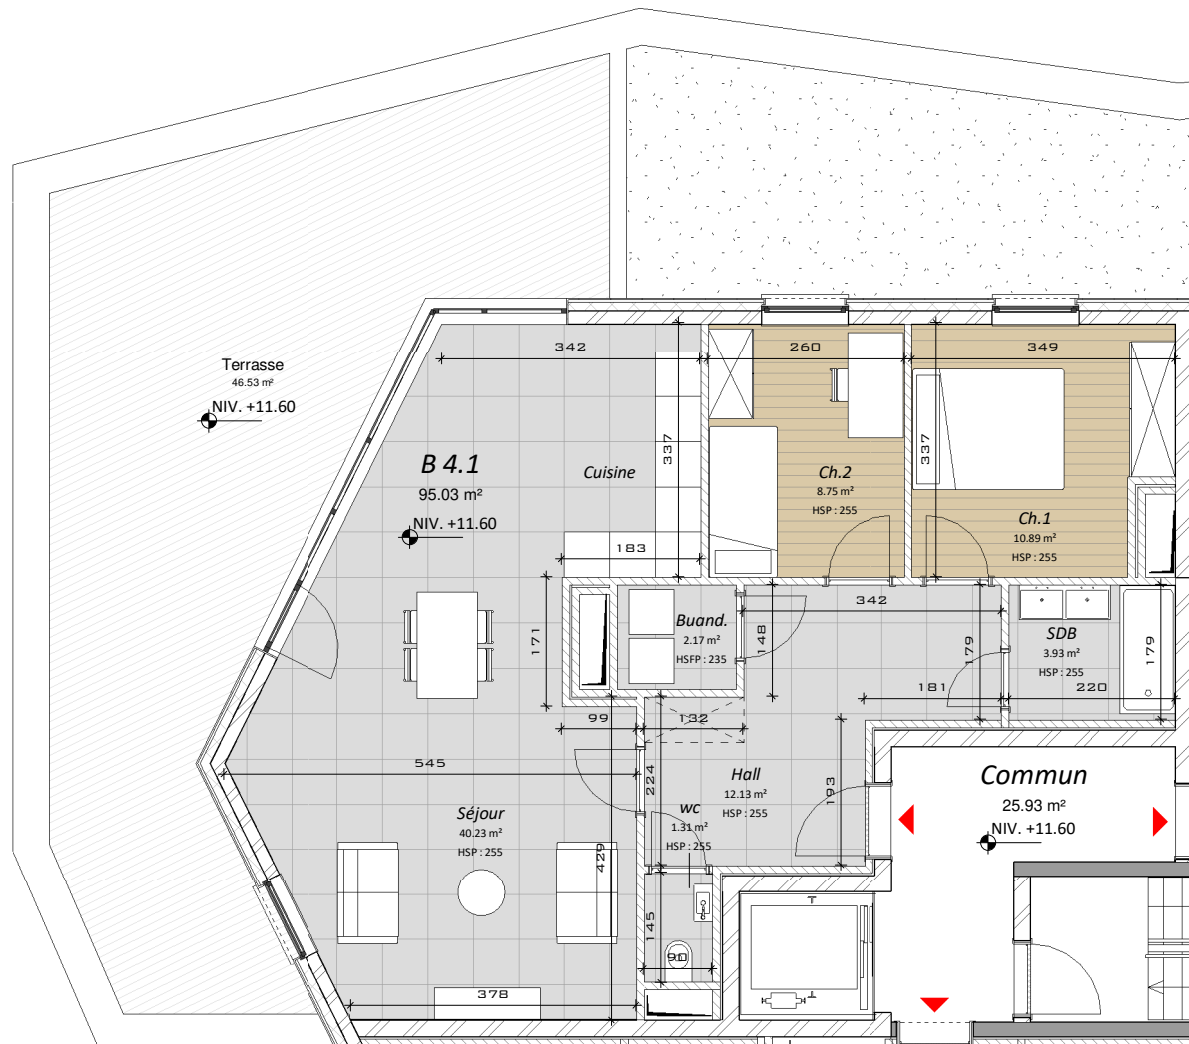 342
260
349
Terrasse
46.53 m²
NIV. +11.60
B 4.1
95.03 m²
NIV. +11.60
Cuisine
337
Ch.2
8.75 m²
HSP : 255
337
Ch.1
10.89 m²
HSP : 255
183
171
Buand.
2.17 m²
HSFP : 235
148
342
179
SDB
3.93 m²
HSP : 255
179
181
220
99
132
545
224
Hall
12.13 m²
HSP : 255
193
Commun
25.93 m²
NIV. +11.60
Séjour
40.23 m²
HSP : 255
wc
1.31 m²
HSP : 255
429
145
90
378